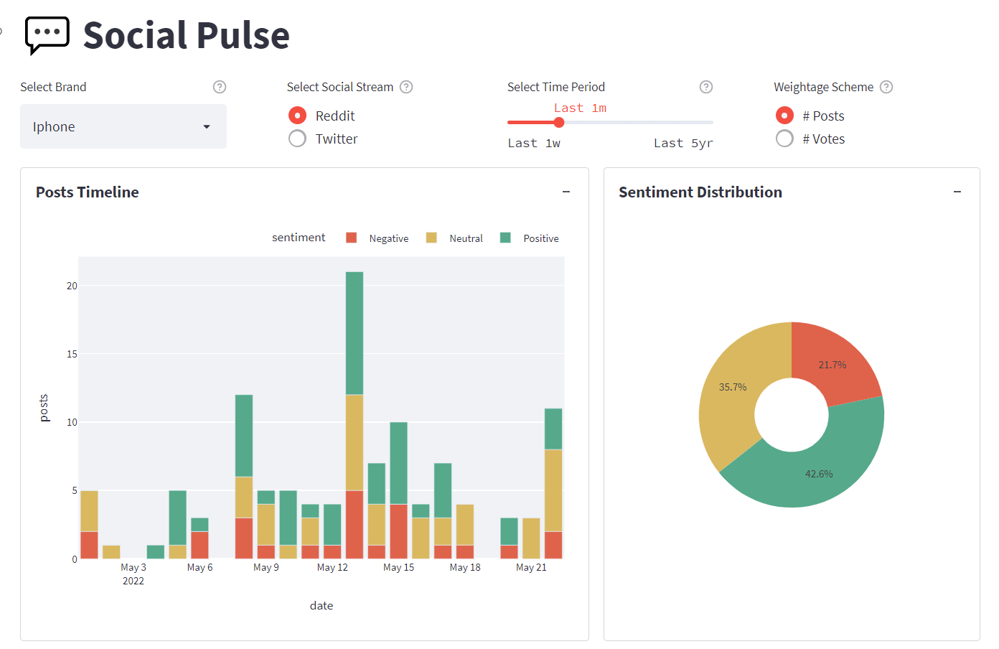 Social Pulse
Select Brand
Select Social Stream
Select Time Period
Weightage Scheme
Iphone
Reddit
Twitter
Last 1m
Last 1w
Last 5yr
# Posts
# Votes
Posts Timeline
sentiment Negative Neutral Positive
20
15
10
5
0
posts
May 3 May 6 May 9 May 12 May 15 May 18 May 21
2022
date
Sentiment Distribution
21.7%
35.7%
42.6%